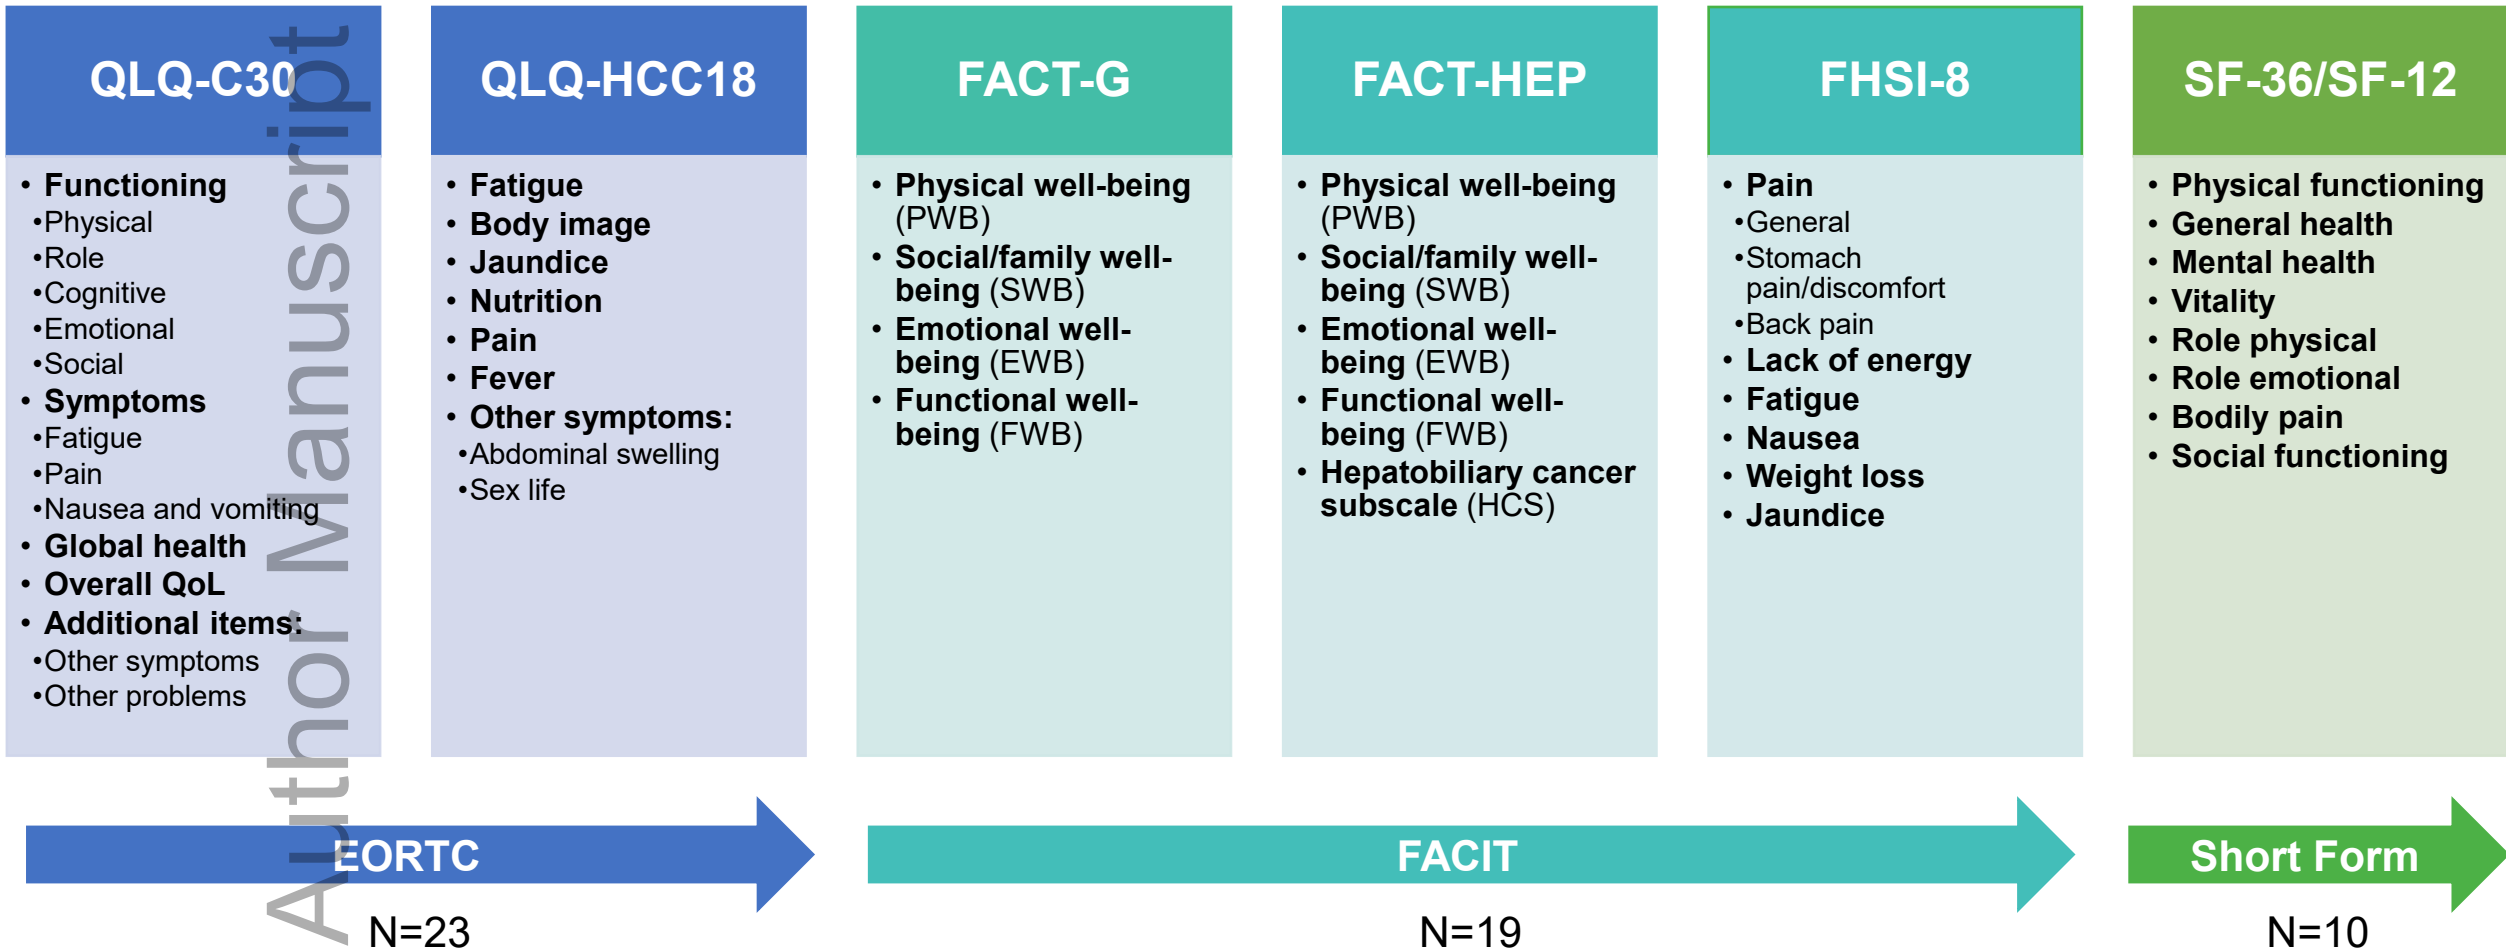 QLQ-C30
• Functioning
•Physical
•Role
•Cognitive
•Emotional
•Social
• Symptoms
•Fatigue
•Pain
•Nausea and vomiting
• Global health
• Overall QoL
• Additional items:
•Other symptoms
•Other problems
QLQ-HCC18
• Fatigue
• Body image
• Jaundice
• Nutrition
• Pain
• Fever
• Other symptoms:
•Abdominal swelling
•Sex life
FACT-G
• Physical well-being
(PWB)
• Social/family well-
being (SWB)
• Emotional well-
being (EWB)
• Functional well-
being (FWB)
FACT-HEP
• Physical well-being
(PWB)
• Social/family well-
being (SWB)
• Emotional well-
being (EWB)
• Functional well-
being (FWB)
• Hepatobiliary cancer
subscale (HCS)
FHSI-8
• Pain
•General
•Stomach
pain/discomfort
•Back pain
• Lack of energy
• Fatigue
• Nausea
• Weight loss
• Jaundice
SF-36/SF-12
• Physical functioning
• General health
• Mental health
• Vitality
• Role physical
• Role emotional
• Bodily pain
• Social functioning
EORTC
FACIT
Short Form
N=23
N=19
N=10
Author Manuscript